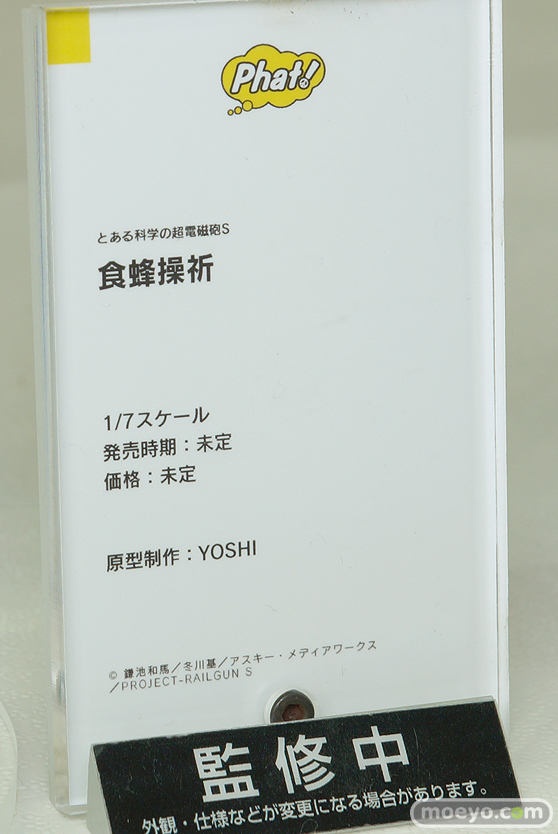 Phat!
とある科学の超電磁砲S
食蜂操祈
1/7スケール
発売時期：未定
価格：未定
原型制作：YOSHI
© 鎌池和馬／冬川基／アスキー・メディアワークス
／PROJECT-RAILGUN S
監修中
外観・仕様などが変更になる場合があります。
moeyo.com